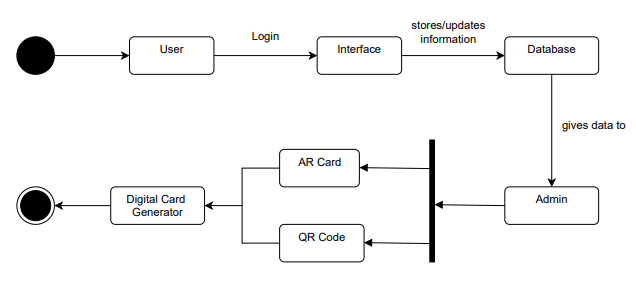 User
Login
Interface
stores/updates
information
Database
gives data to
AR Card
Digital Card
Generator
Admin
QR Code